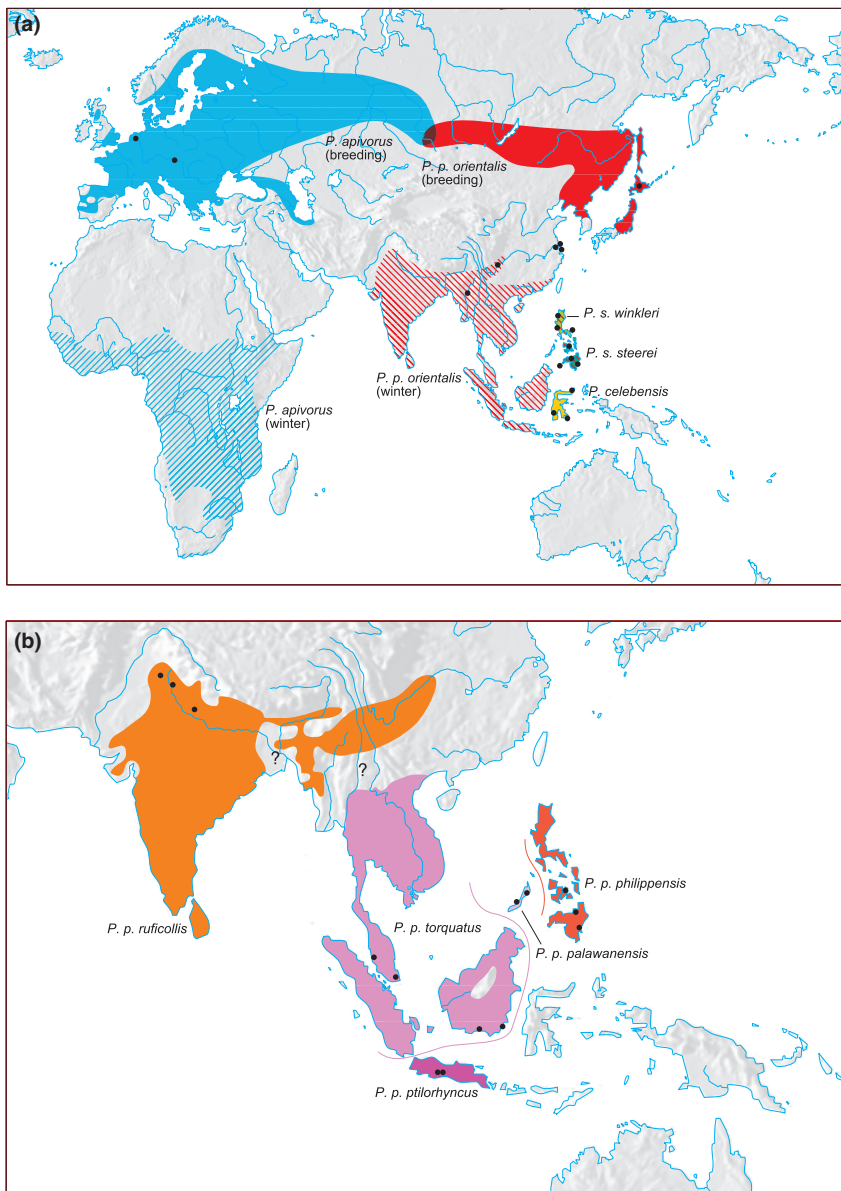 (a)
P. apivorus
(breeding)
P. p. orientalis
(breeding)
P. s. winkleri
P. s. steerei
P. p. orientalis
(winter)
P. celebensis
P. apivorus
(winter)
(b)
?
?
P. p. philippensis
P. p. ruficollis
P. p. torquatus
P. p. palawanensis
P. p. ptilorhyncus